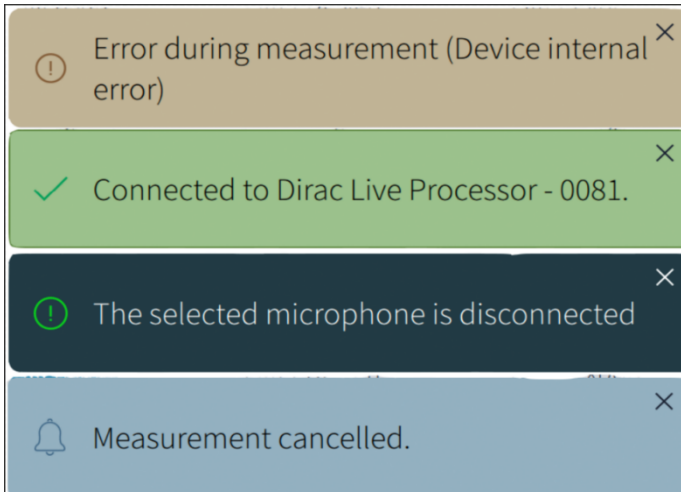 Error during measurement (Device internal
error)
Connected to Dirac Live Processor - 0081.
The selected microphone is disconnected
Measurement cancelled.